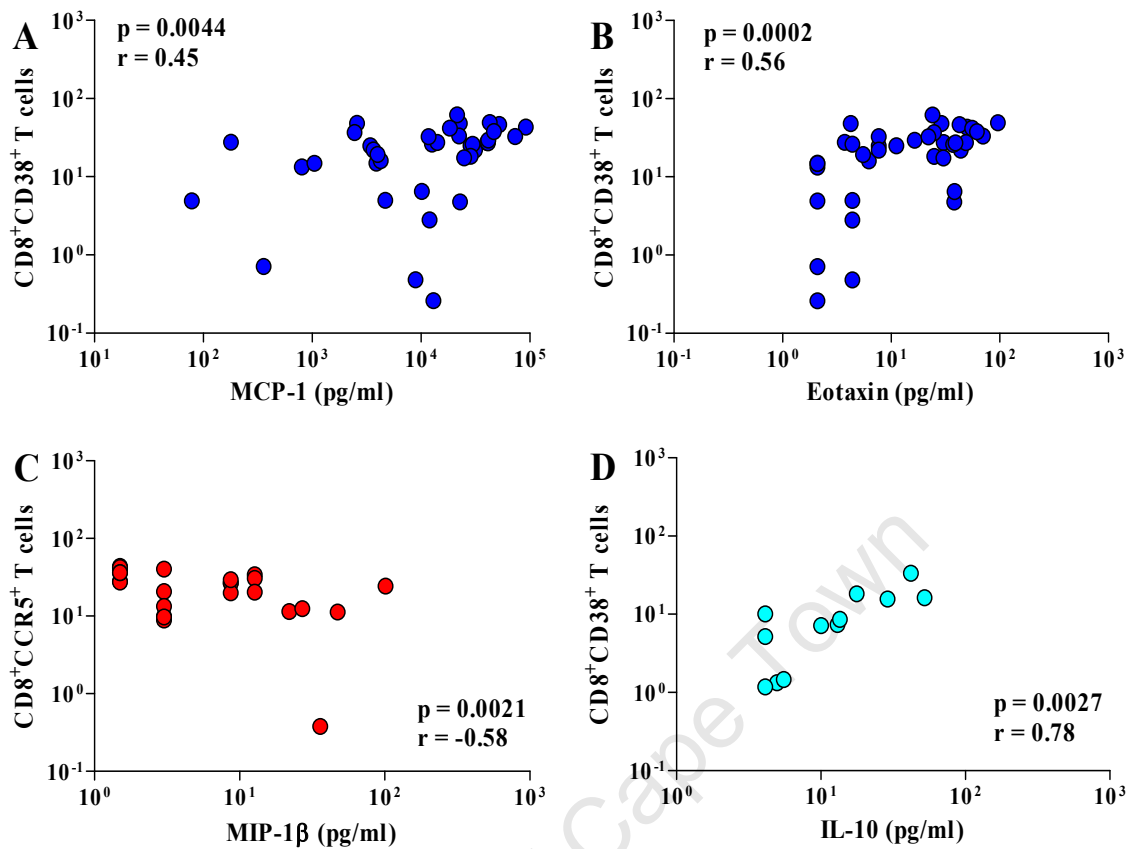 A
p = 0.0044
r = 0.45
CD8⁺CD38⁺ T cells
10³
10²
10¹
10⁰
10⁻¹
10¹ 10² 10³ 10⁴ 10⁵
MCP-1 (pg/ml)
B
p = 0.0002
r = 0.56
CD8⁺CD38⁺ T cells
10³
10²
10¹
10⁰
10⁻¹
10⁻¹ 10⁰ 10¹ 10² 10³
Eotaxin (pg/ml)
C
CD8⁺CCR5⁺ T cells
10³
10²
10¹
10⁰
10⁻¹
p = 0.0021
r = -0.58
10⁰ 10¹ 10² 10³
MIP-1β (pg/ml)
D
CD8⁺CD38⁺ T cells
10³
10²
10¹
10⁰
10⁻¹
p = 0.0027
r = 0.78
10⁰ 10¹ 10² 10³
IL-10 (pg/ml)
Cape Town